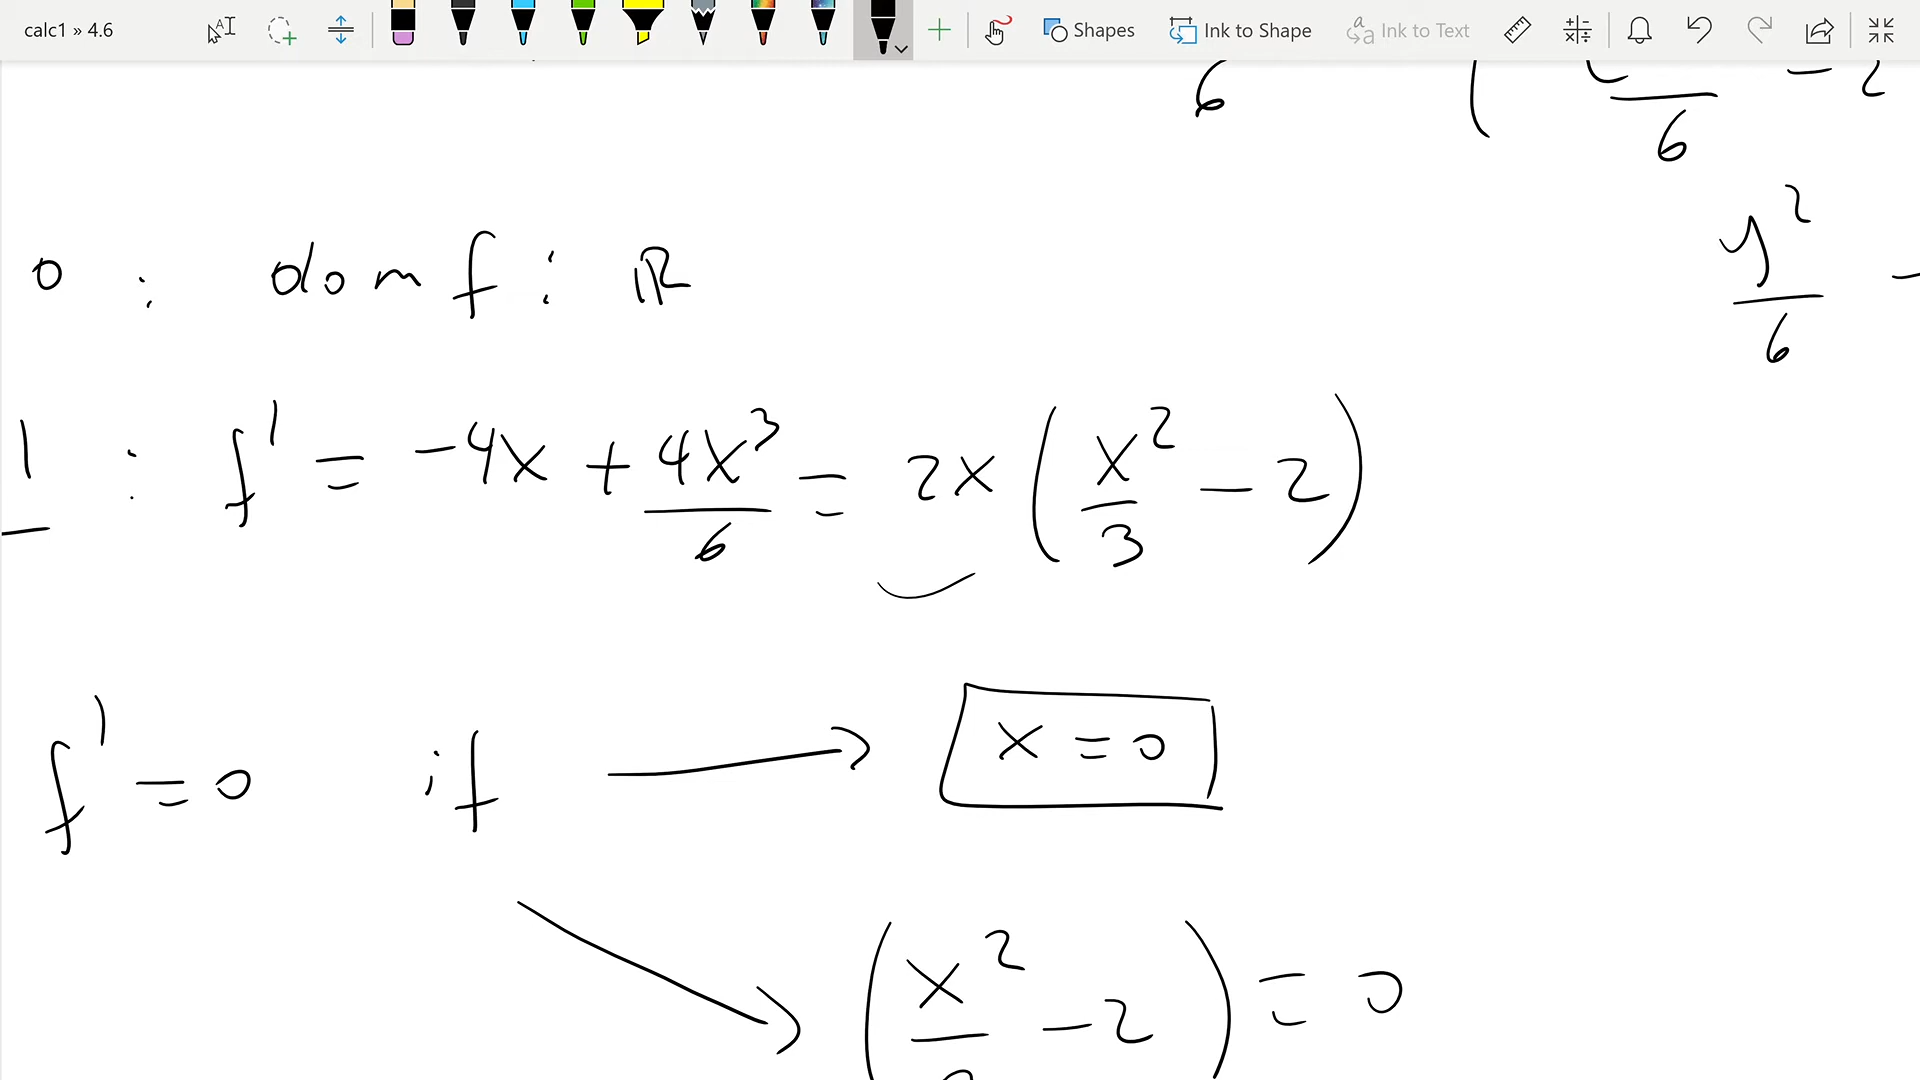 calc1 » 4.6 Shapes Ink to Shape Ink to Text
6 ( 6 - 2
y²/6 -
0 : dom f : ℝ
1 : f' = -4x + 4x³/6 = 2x (x²/3 - 2)
f' = 0 if → x = 0
→ (x²/ - 2) = 0